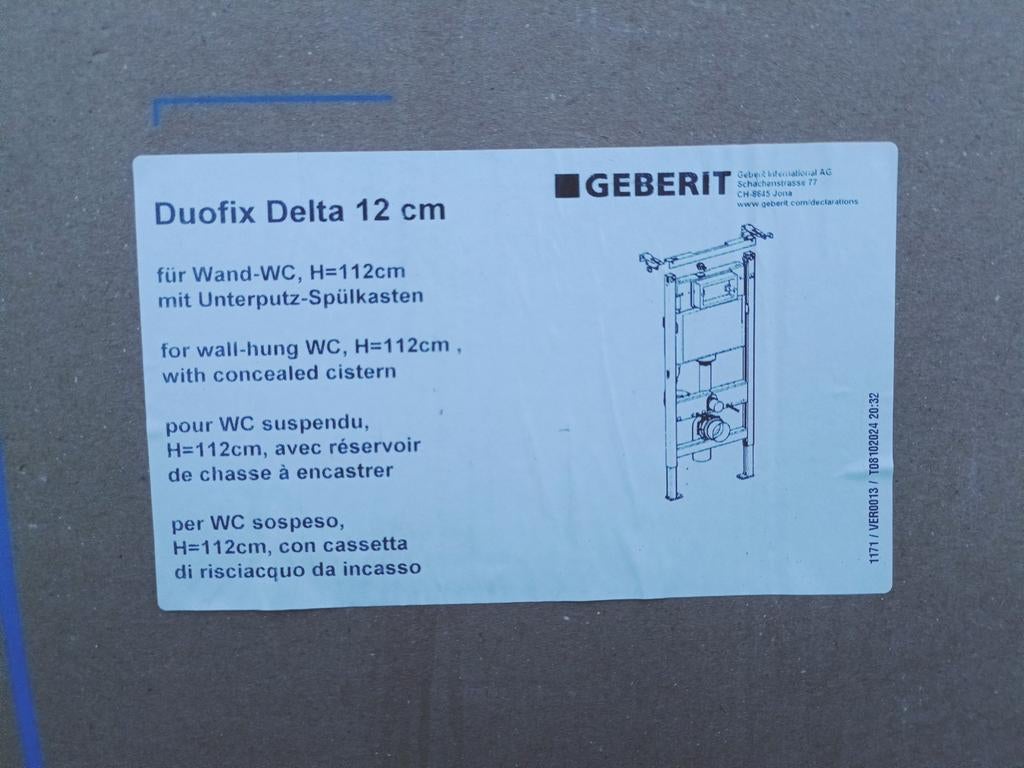 GEBERIT
Geberit International AG
Schachenstrasse 77
CH-8645 Jona
www.geberit.com/declarations
Duofix Delta 12 cm
für Wand-WC, H=112cm
mit Unterputz-Spülkasten
for wall-hung WC, H=112cm ,
with concealed cistern
pour WC suspendu,
H=112cm, avec réservoir
de chasse à encastrer
per WC sospeso,
H=112cm, con cassetta
di risciacquo da incasso
1171 / VER0013 / T08102024 20:32